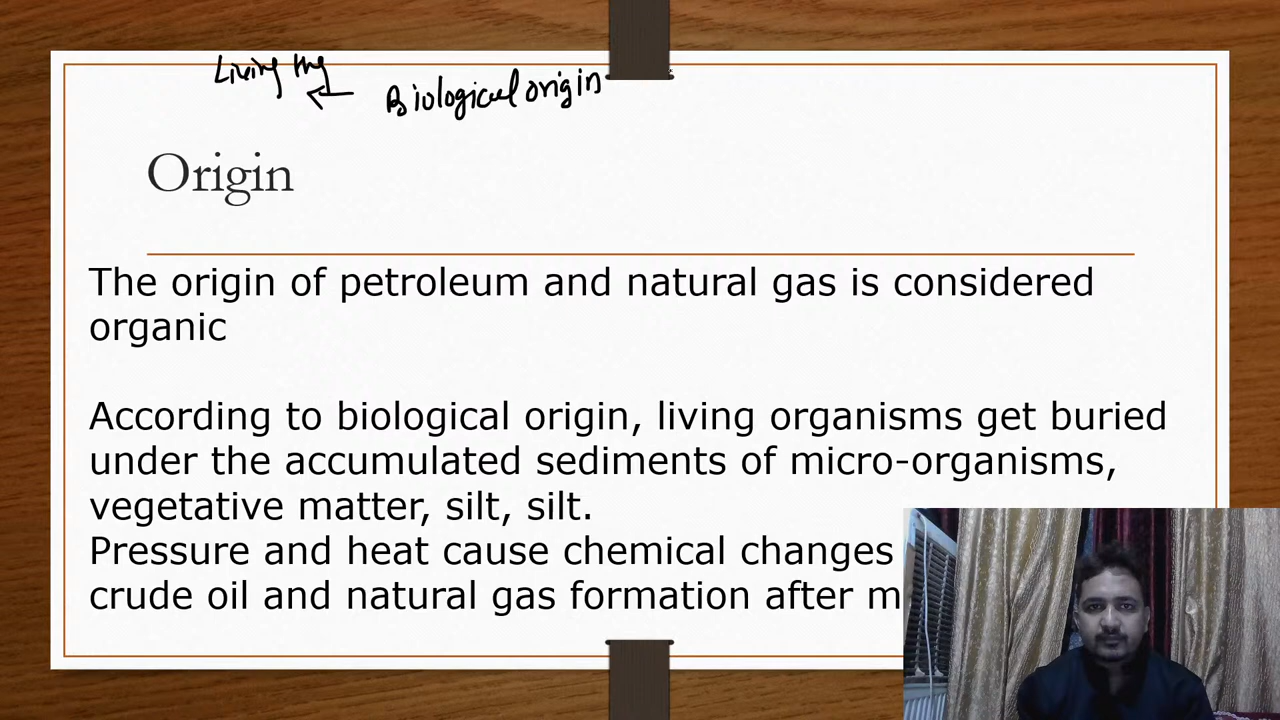 Living thg
Biological origin
Origin
The origin of petroleum and natural gas is considered
organic
According to biological origin, living organisms get buried
under the accumulated sediments of micro-organisms,
vegetative matter, silt, silt.
Pressure and heat cause chemical changes
crude oil and natural gas formation after